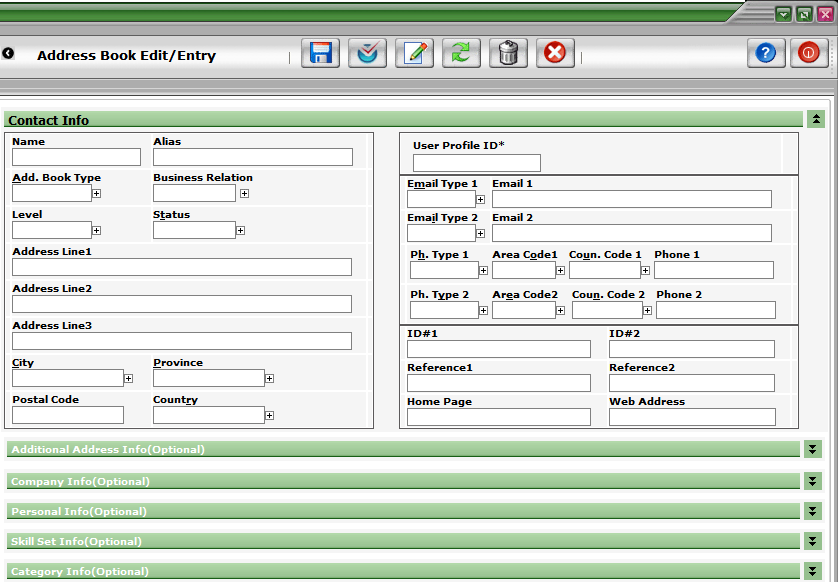 Address Book Edit/Entry
Contact Info
Name Alias
Add. Book Type Business Relation
Level Status
Address Line1
Address Line2
Address Line3
City Province
Postal Code Country
User Profile ID*
Email Type 1 Email 1
Email Type 2 Email 2
Ph. Type 1 Area Code1 Coun. Code 1 Phone 1
Ph. Type 2 Area Code2 Coun. Code 2 Phone 2
ID#1 ID#2
Reference1 Reference2
Home Page Web Address
Additional Address Info(Optional)
Company Info(Optional)
Personal Info(Optional)
Skill Set Info(Optional)
Category Info(Optional)